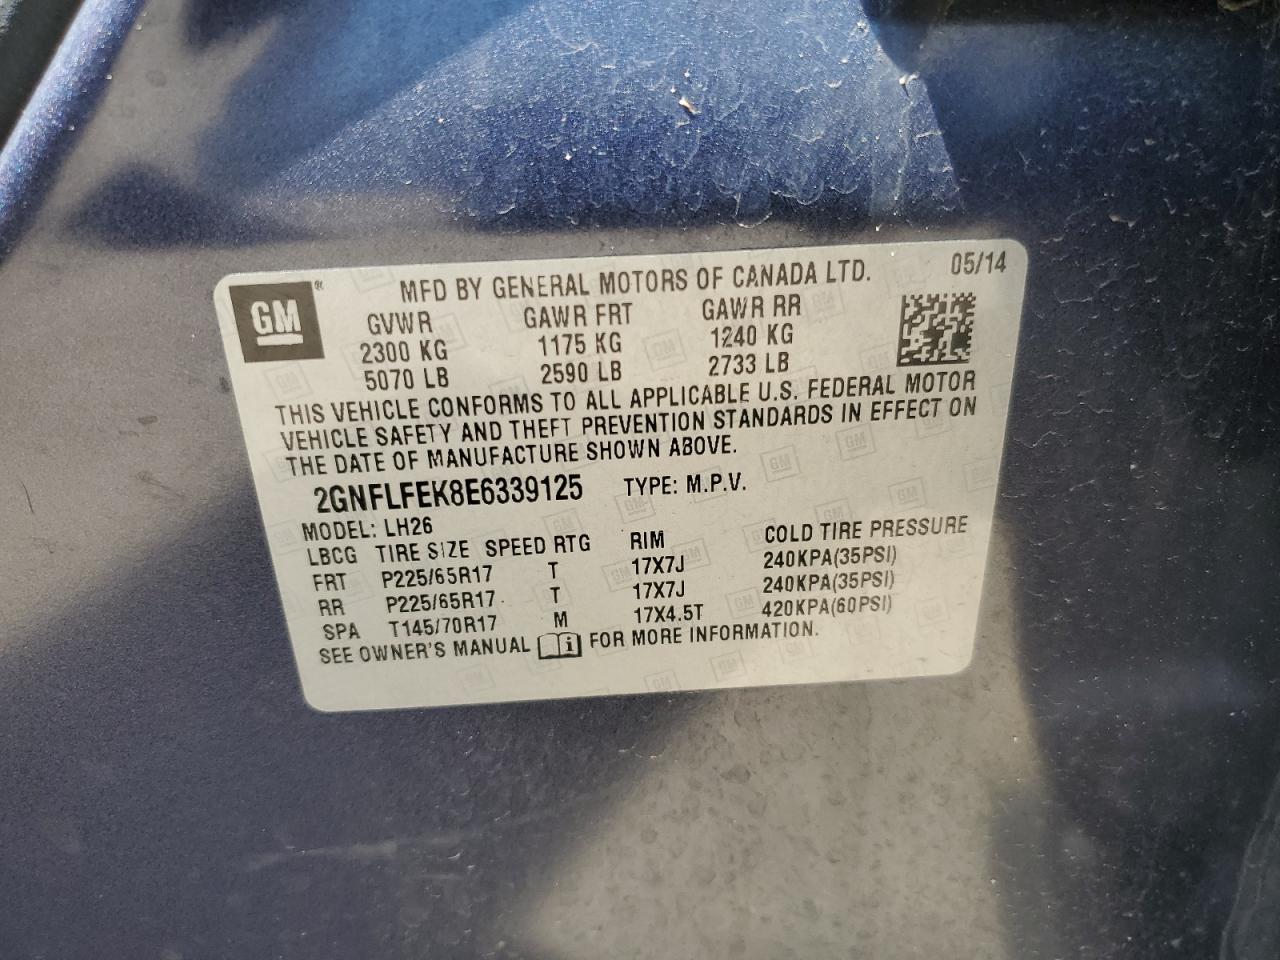 GM ®
MFD BY GENERAL MOTORS OF CANADA LTD. 05/14
GVWR GAWR FRT GAWR RR
2300 KG 1175 KG 1240 KG
5070 LB 2590 LB 2733 LB
THIS VEHICLE CONFORMS TO ALL APPLICABLE U.S. FEDERAL MOTOR
VEHICLE SAFETY AND THEFT PREVENTION STANDARDS IN EFFECT ON
THE DATE OF MANUFACTURE SHOWN ABOVE.
2GNFLFEK8E6339125 TYPE: M.P.V.
MODEL: LH26
LBCG TIRE SIZE SPEED RTG RIM COLD TIRE PRESSURE
FRT P225/65R17 T 17X7J 240KPA(35PSI)
RR P225/65R17 T 17X7J 240KPA(35PSI)
SPA T145/70R17 M 17X4.5T 420KPA(60PSI)
SEE OWNER'S MANUAL i FOR MORE INFORMATION.